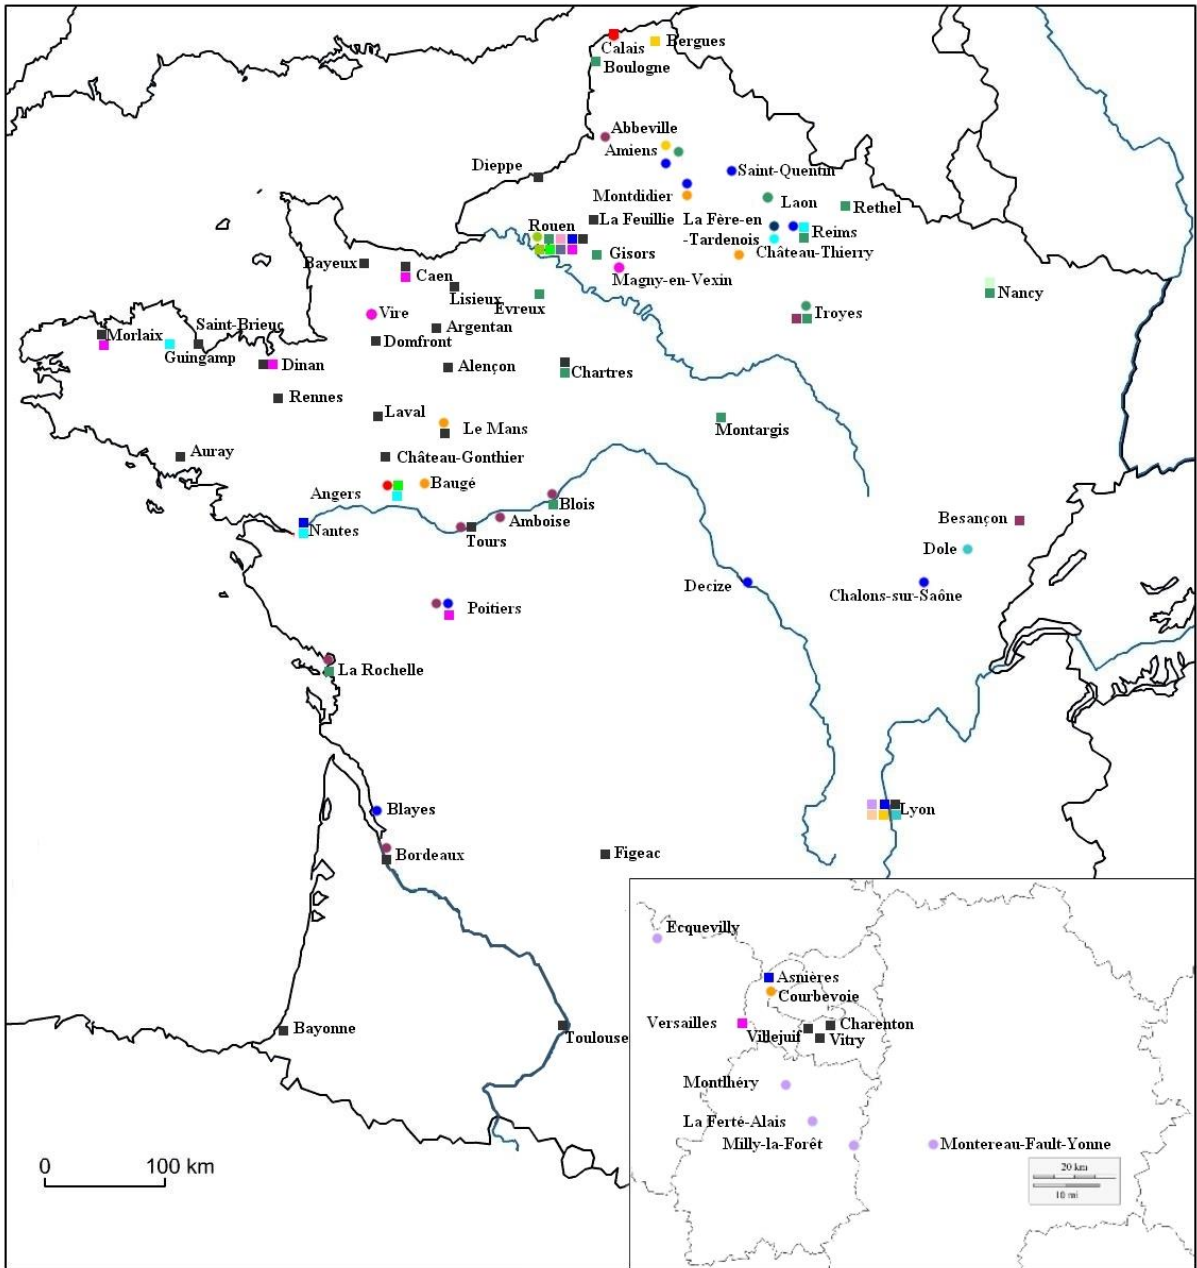 Calais
Bergues
Boulogne
Abbeville
Amiens
Dieppe
Saint-Quentin
Montdidier
Laon
Rethel
La Feuillie
La Fère-en
-Tardenois
Rouen
Reims
Gisors
Château-Thierry
Bayeux
Caen
Magny-en-Vexin
Lisieux
Evreux
Nancy
Vire
Troyes
Saint-Brieuc
Morlaix
Argentan
Guingamp
Domfront
Dinan
Alençon
Chartres
Rennes
Laval
Le Mans
Montargis
Auray
Château-Gonthier
Angers
Baugé
Blois
Amboise
Besançon
Nantes
Tours
Dole
Decize
Chalons-sur-Saône
Poitiers
La Rochelle
Blayes
Lyon
Bordeaux
Figeac
Ecquevilly
Asnières
Courbevoie
Versailles
Villejuif
Charenton
Vitry
Bayonne
Toulouse
Montlhéry
La Ferté-Alais
Milly-la-Forêt
Montereau-Fault-Yonne
0 100 km
20 km
10 mi